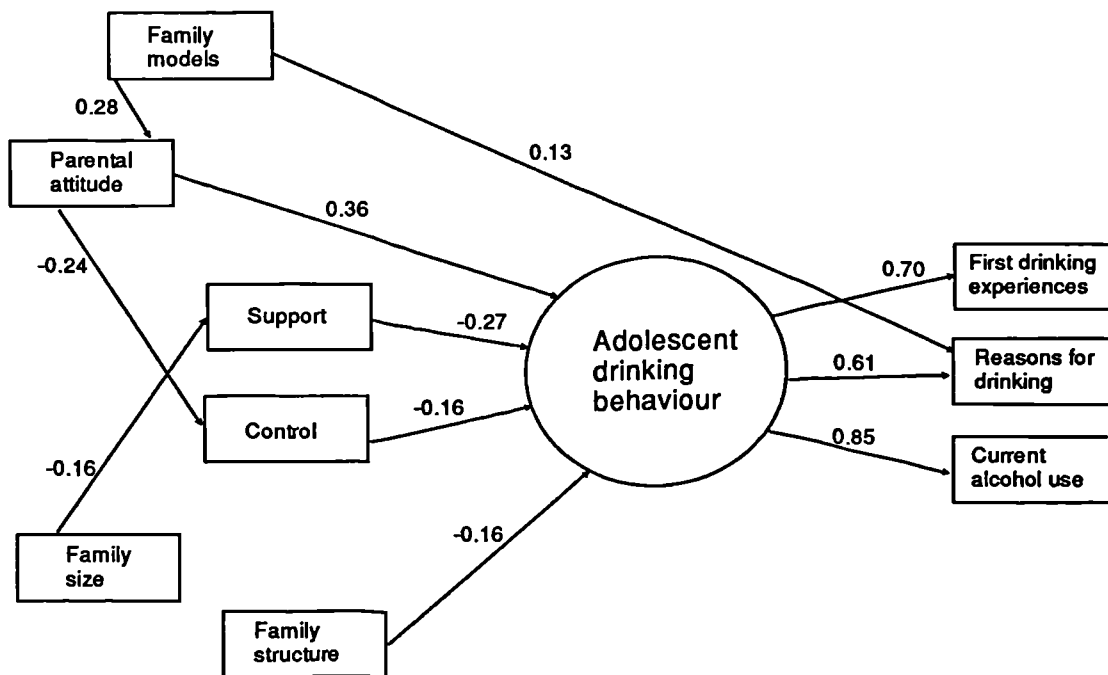 Family
models
0.28
Parental
attitude
0.13
0.36
-0.24
Support
-0.27
Control
-0.16
-0.16
Family
size
-0.16
Family
structure
Adolescent
drinking
behaviour
0.70
First drinking
experiences
0.61
Reasons for
drinking
0.85
Current
alcohol use